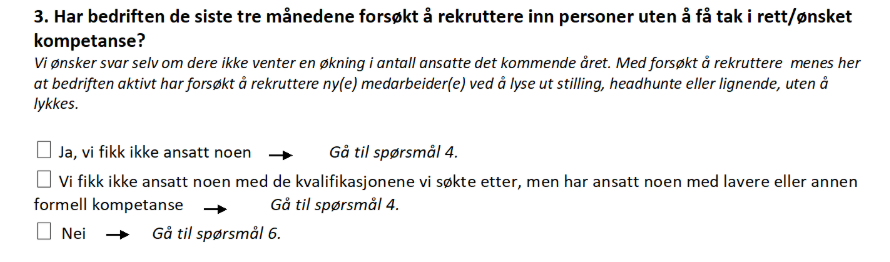 3. Har bedriften de siste tre månedene forsøkt å rekruttere inn personer uten å få tak i rett/ønsket
kompetanse?
Vi ønsker svar selv om dere ikke venter en økning i antall ansatte det kommende året. Med forsøkt å rekruttere menes her
at bedriften aktivt har forsøkt å rekruttere ny(e) medarbeider(e) ved å lyse ut stilling, headhunte eller lignende, uten å
lykkes.
☐ Ja, vi fikk ikke ansatt noen → Gå til spørsmål 4.
☐ Vi fikk ikke ansatt noen med de kvalifikasjonene vi søkte etter, men har ansatt noen med lavere eller annen
formell kompetanse → Gå til spørsmål 4.
☐ Nei → Gå til spørsmål 6.